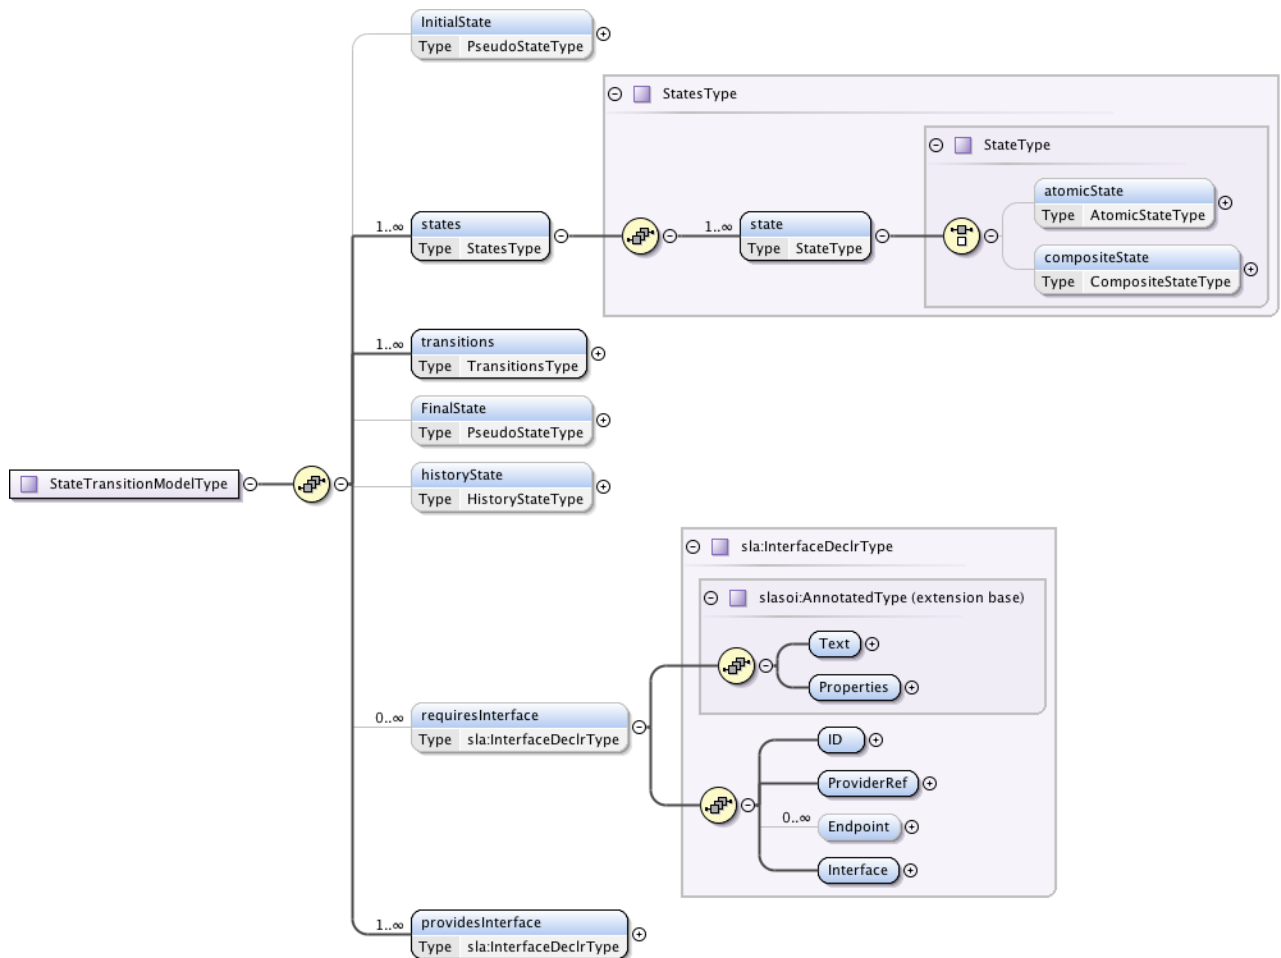 InitialState
Type PseudoStateType
StatesType
StateType
atomicState
Type AtomicStateType
1..∞
states
Type StatesType
1..∞
state
Type StateType
compositeState
Type CompositeStateType
1..∞
transitions
Type TransitionsType
FinalState
Type PseudoStateType
StateTransitionModelType
historyState
Type HistoryStateType
sla:InterfaceDeclrType
slasoi:AnnotatedType (extension base)
Text
Properties
0..∞
requiresInterface
Type sla:InterfaceDeclrType
ID
ProviderRef
0..∞
Endpoint
Interface
1..∞
providesInterface
Type sla:InterfaceDeclrType